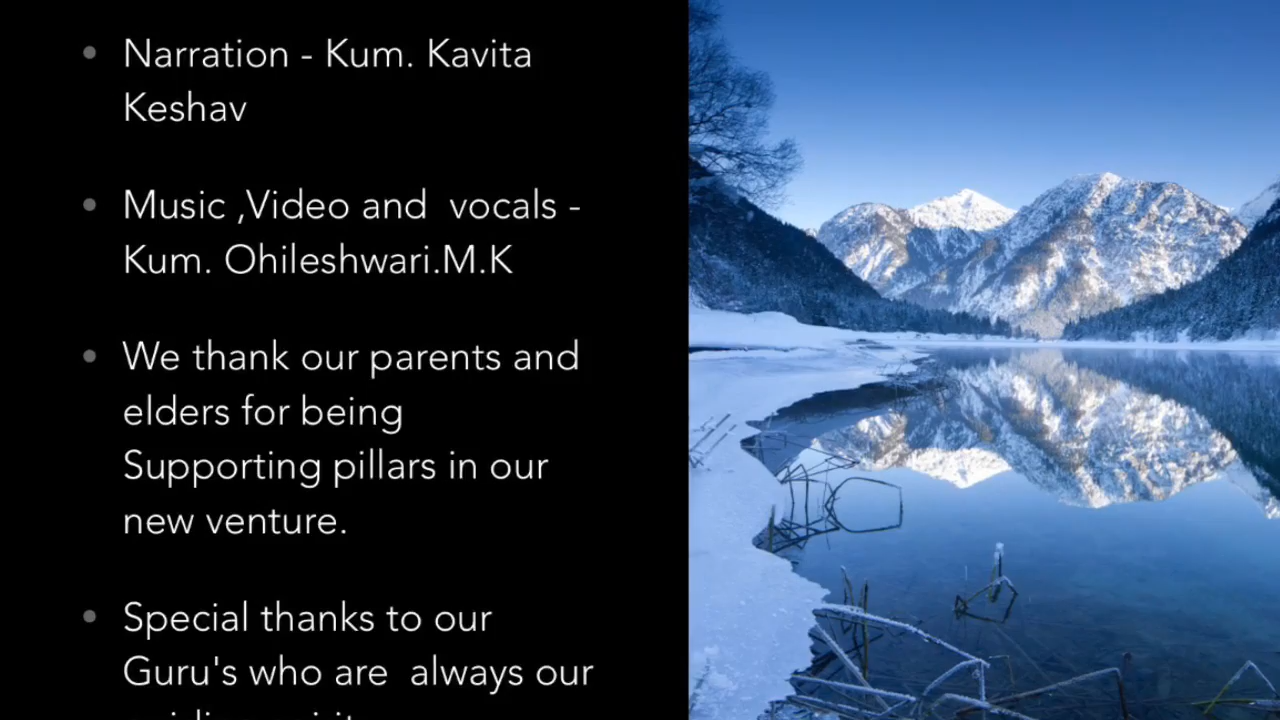 Narration - Kum. Kavita
Keshav
Music ,Video and  vocals -
Kum. Ohileshwari.M.K
We thank our parents and
elders for being
Supporting pillars in our
new venture.
Special thanks to our
Guru's who are  always our